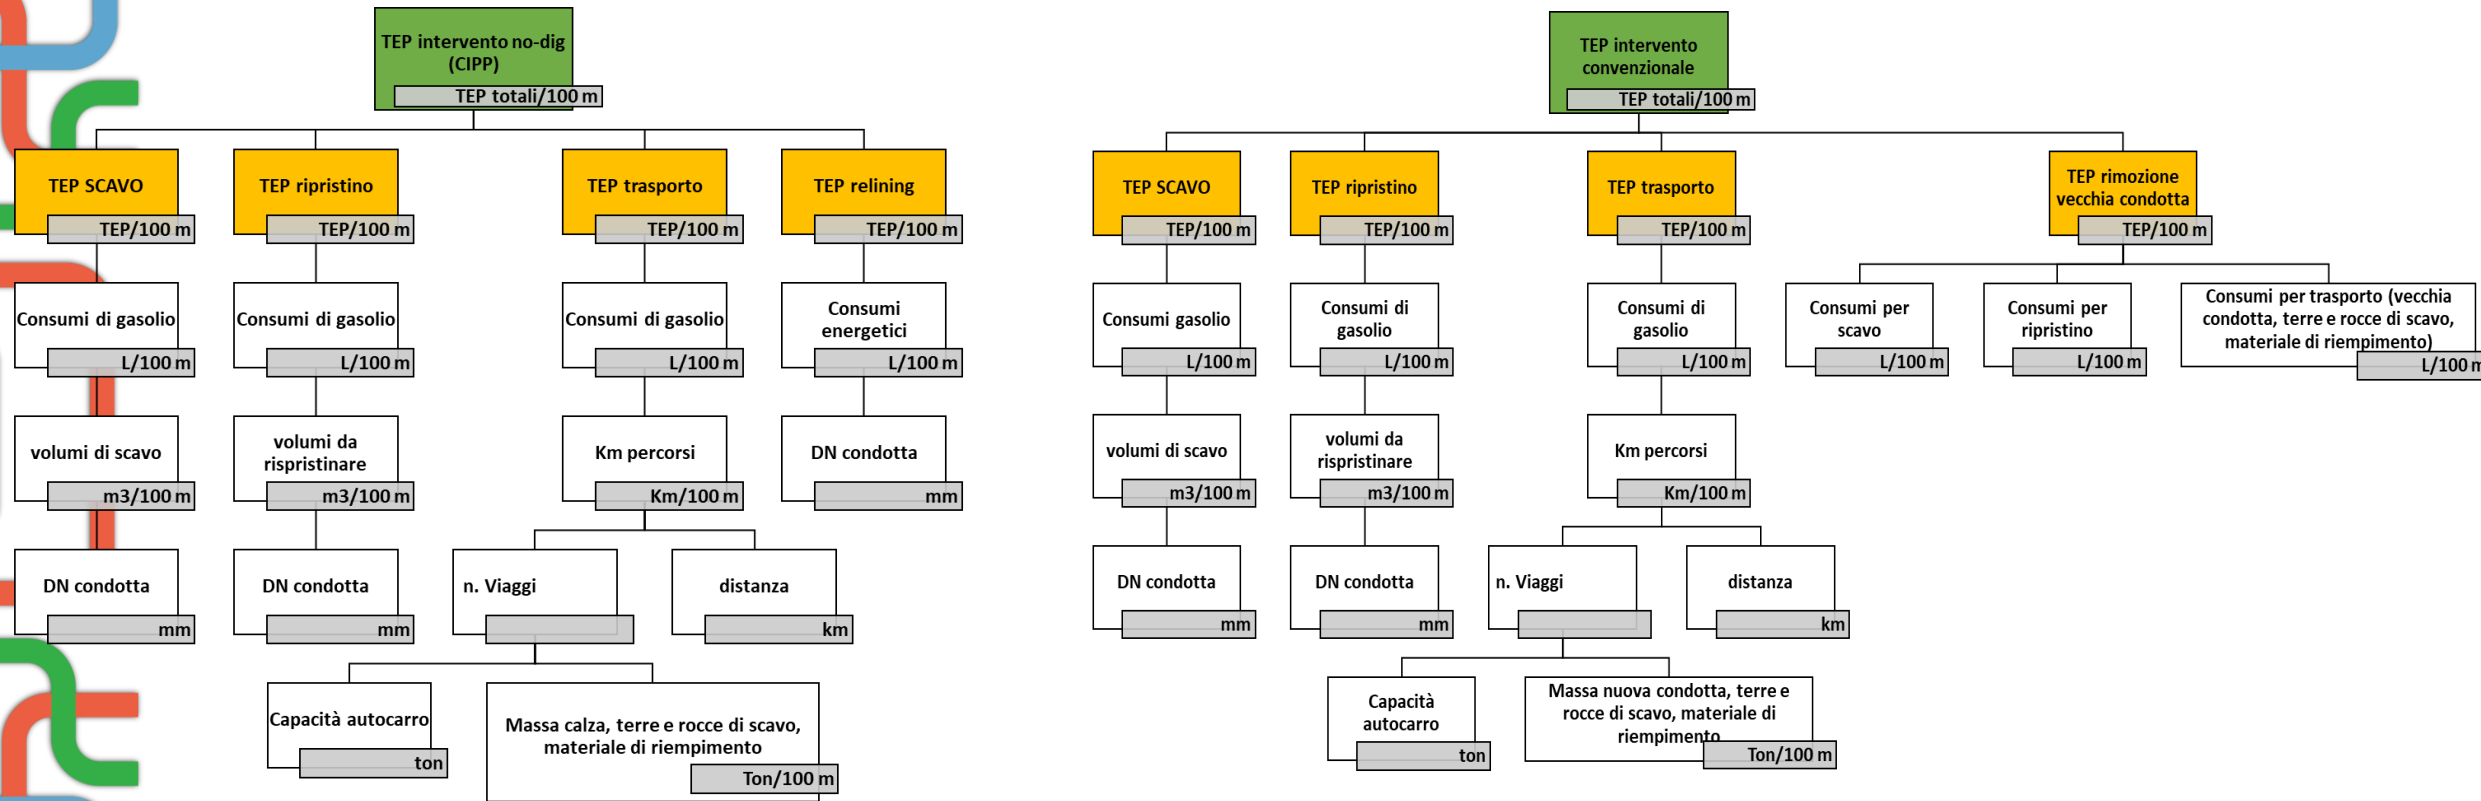 TEP intervento no-dig
(CIPP)
TEP totali/100 m
TEP SCAVO
TEP/100 m
TEP ripristino
TEP/100 m
TEP trasporto
TEP/100 m
TEP relining
TEP/100 m
Consumi di gasolio
L/100 m
Consumi di gasolio
L/100 m
Consumi di gasolio
L/100 m
Consumi
energetici
L/100 m
volumi di scavo
m3/100 m
volumi da
rispristinare
m3/100 m
Km percorsi
Km/100 m
DN condotta
mm
DN condotta
mm
DN condotta
mm
n. Viaggi
distanza
km
Capacità autocarro
ton
Massa calza, terre e rocce di scavo,
materiale di riempimento
Ton/100 m
TEP intervento
convenzionale
TEP totali/100 m
TEP SCAVO
TEP/100 m
TEP ripristino
TEP/100 m
TEP trasporto
TEP/100 m
TEP rimozione
vecchia condotta
TEP/100 m
Consumi gasolio
L/100 m
Consumi di
gasolio
L/100 m
Consumi di
gasolio
L/100 m
Consumi per
scavo
L/100 m
Consumi per
ripristino
L/100 m
Consumi per trasporto (vecchia
condotta, terre e rocce di scavo,
materiale di riempimento)
L/100 m
volumi di scavo
m3/100 m
volumi da
rispristinare
m3/100 m
Km percorsi
Km/100 m
DN condotta
mm
DN condotta
mm
n. Viaggi
distanza
km
Capacità
autocarro
ton
Massa nuova condotta, terre e
rocce di scavo, materiale di
riempimento
Ton/100 m